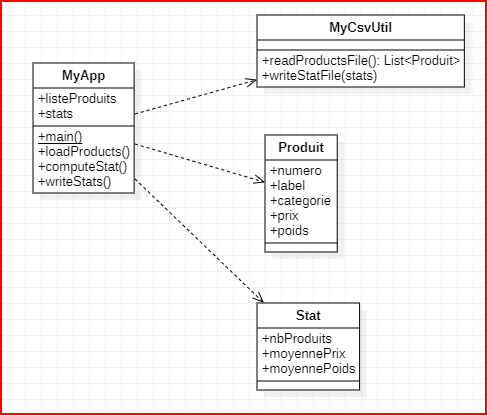 MyApp
+listeProduits
+stats
+main()
+loadProducts()
+computeStat()
+writeStats()
MyCsvUtil
+readProductsFile(): List<Produit>
+writeStatFile(stats)
Produit
+numero
+label
+categorie
+prix
+poids
Stat
+nbProduits
+moyennePrix
+moyennePoids